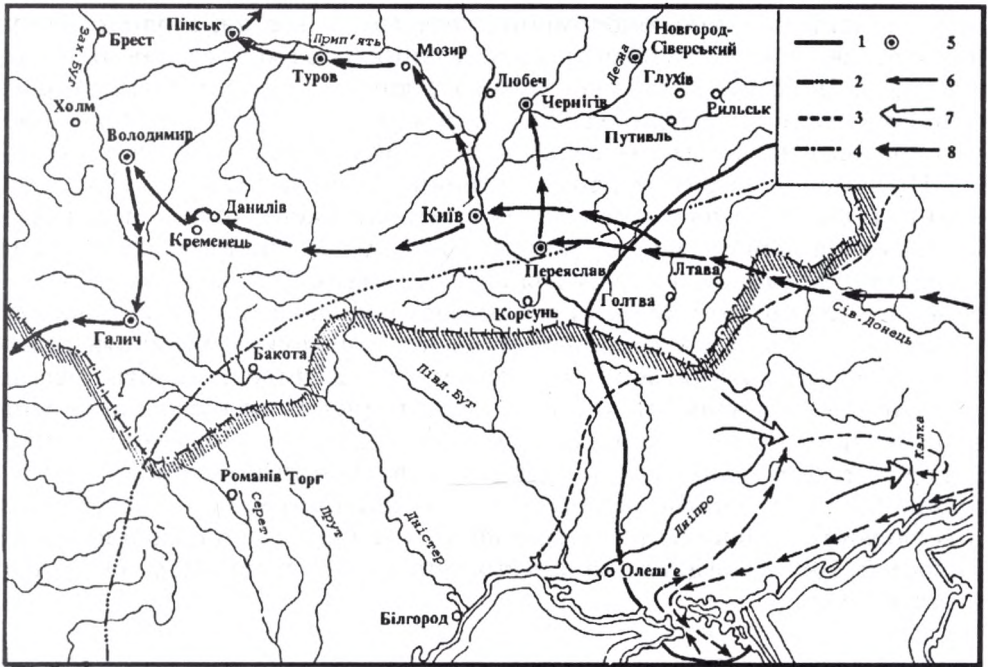 Брест
Зах. Буг
Пінськ
Прип'ять
Туров
Мозир
Любеч
Десна
Новгород-
Сіверський
Глухів
Чернігів
Рильськ
Путивль
Холм
Володимир
Данилів
Кременець
Київ
Переяслав
Лтава
Голтва
Корсунь
Сів. Донець
Галич
Бакота
Півд. Буг
Калка
Романів Торг
Серет
Прут
Дністер
Дніпро
Олеш'є
Білгород
1 5
2 6
3 7
4 8